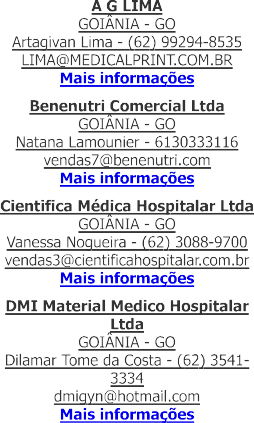 A G LIMA
GOIÂNIA - GO
Artagivan Lima - (62) 99294-8535
LIMA@MEDICALPRINT.COM.BR
Mais informações
Benenutri Comercial Ltda
GOIÂNIA - GO
Natana Lamounier - 6130333116
vendas7@benenutri.com
Mais informações
Cientifica Médica Hospitalar Ltda
GOIÂNIA - GO
Vanessa Nogueira - (62) 3088-9700
vendas3@cientificahospitalar.com.br
Mais informações
DMI Material Medico Hospitalar
Ltda
GOIÂNIA - GO
Dilamar Tome da Costa - (62) 3541-
3334
dmigyn@hotmail.com
Mais informações